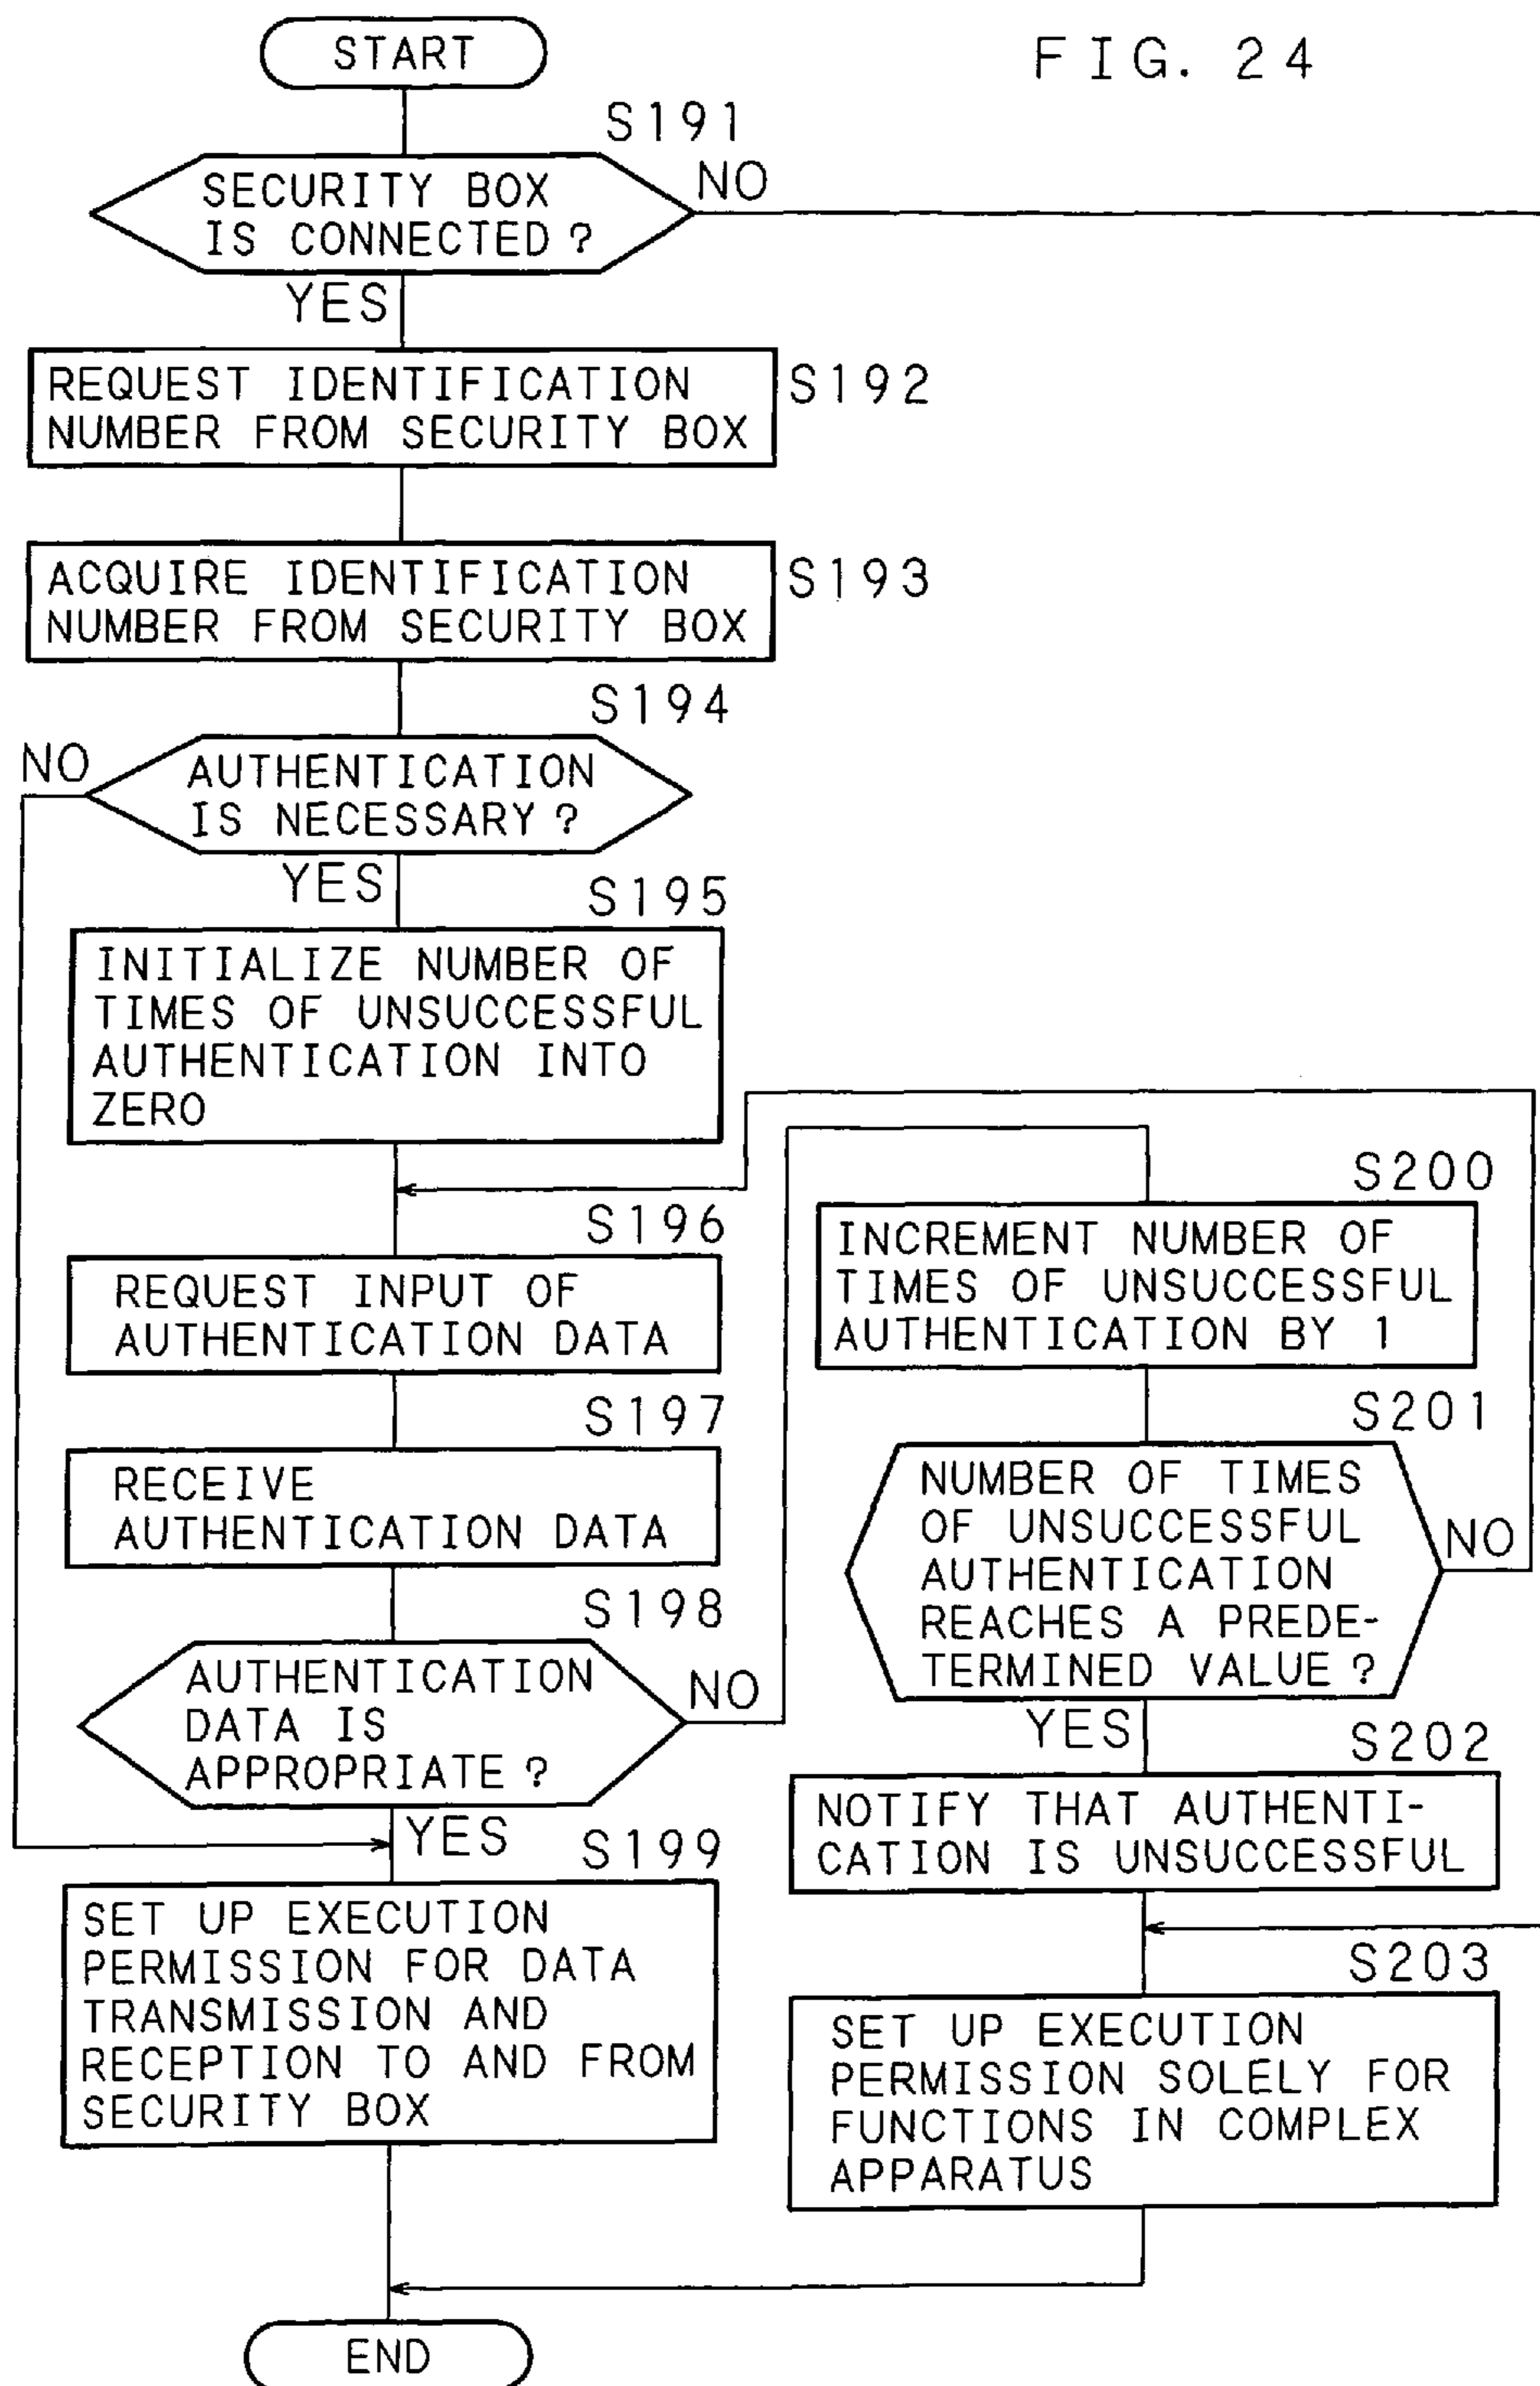 FIG. 24
START
S191
SECURITY BOX
IS CONNECTED?
NO
YES
REQUEST IDENTIFICATION
NUMBER FROM SECURITY BOX
S192
ACQUIRE IDENTIFICATION
NUMBER FROM SECURITY BOX
S193
S194
NO
AUTHENTICATION
IS NECESSARY?
YES
S195
INITIALIZE NUMBER OF
TIMES OF UNSUCCESSFUL
AUTHENTICATION INTO
ZERO
S196
REQUEST INPUT OF
AUTHENTICATION DATA
S197
RECEIVE
AUTHENTICATION DATA
S198
AUTHENTICATION
DATA IS
APPROPRIATE?
NO
YES
S199
SET UP EXECUTION
PERMISSION FOR DATA
TRANSMISSION AND
RECEPTION TO AND FROM
SECURITY BOX
S200
INCREMENT NUMBER OF
TIMES OF UNSUCCESSFUL
AUTHENTICATION BY 1
S201
NUMBER OF TIMES
OF UNSUCCESSFUL
AUTHENTICATION
REACHES A PREDE-
TERMINED VALUE?
NO
YES
S202
NOTIFY THAT AUTHENTI-
CATION IS UNSUCCESSFUL
S203
SET UP EXECUTION
PERMISSION SOLELY FOR
FUNCTIONS IN COMPLEX
APPARATUS
END